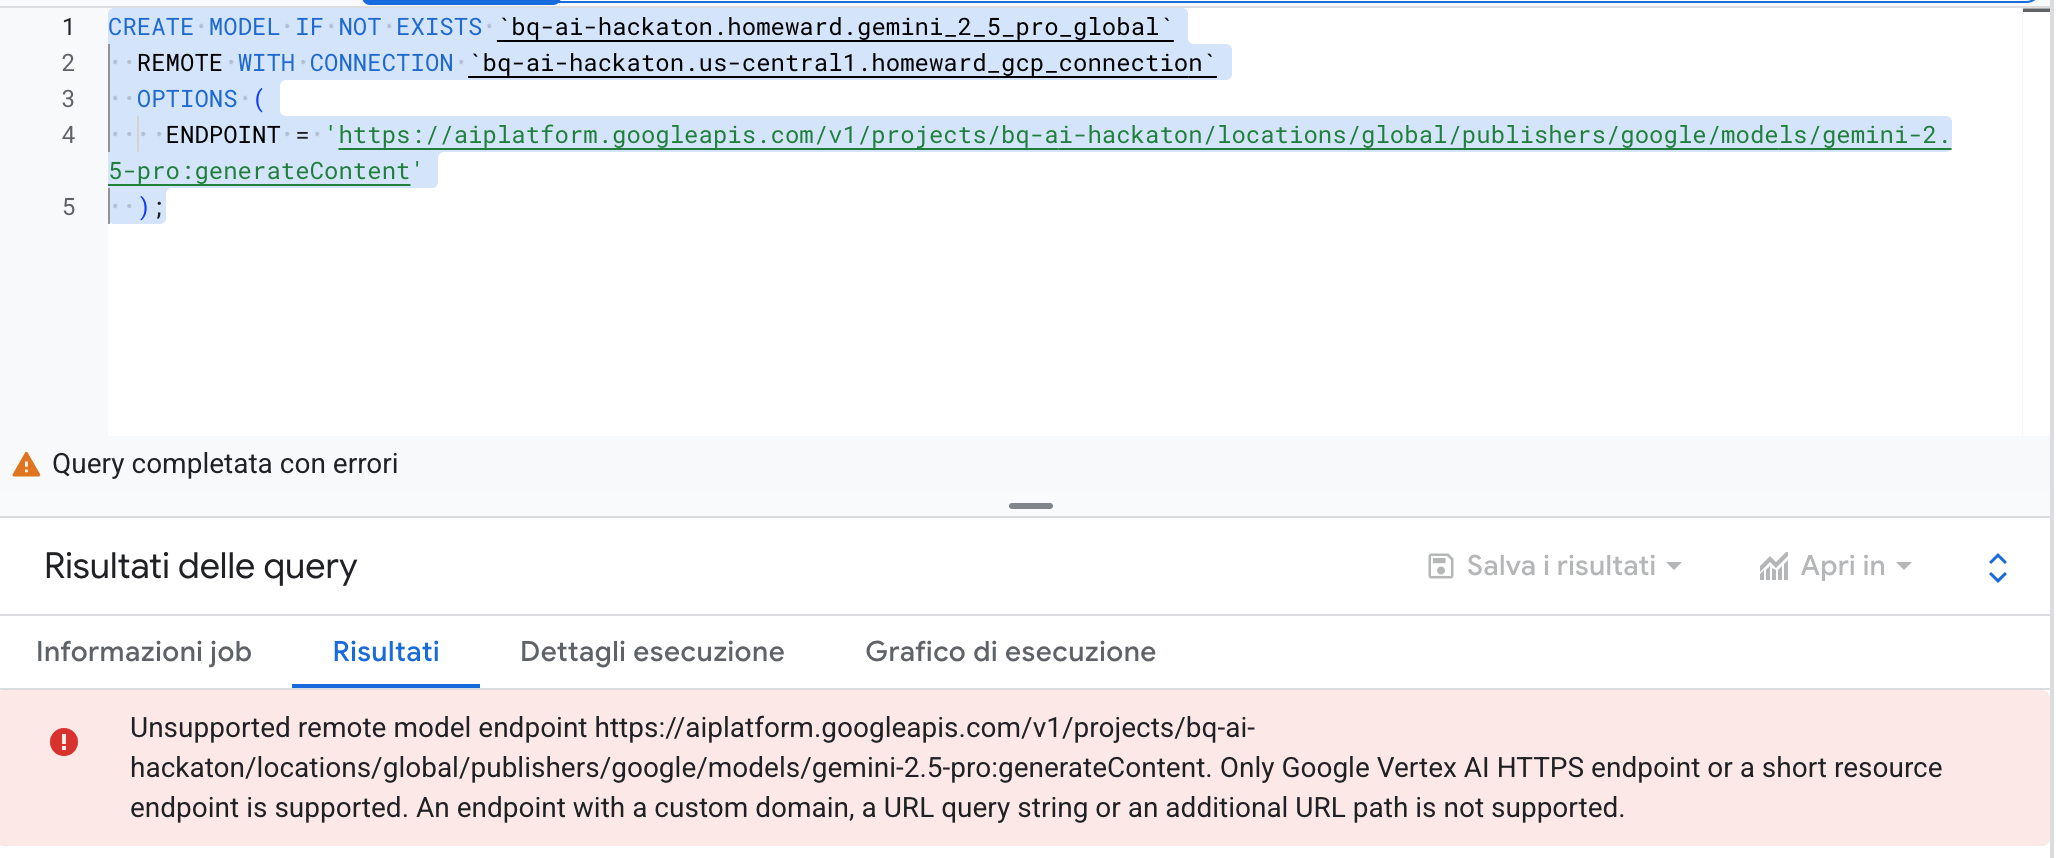 1 CREATE MODEL IF NOT EXISTS `bq-ai-hackaton.homeward.gemini_2_5_pro_global`
2 REMOTE WITH CONNECTION `bq-ai-hackaton.us-central1.homeward_gcp_connection`
3 OPTIONS (
4 ENDPOINT = 'https://aiplatform.googleapis.com/v1/projects/bq-ai-hackaton/locations/global/publishers/google/models/gemini-2.
5-pro:generateContent'
5 );
Query completata con errori
Risultati delle query
Salva i risultati
Apri in
Informazioni job Risultati Dettagli esecuzione Grafico di esecuzione
Unsupported remote model endpoint https://aiplatform.googleapis.com/v1/projects/bq-ai-
hackaton/locations/global/publishers/google/models/gemini-2.5-pro:generateContent. Only Google Vertex AI HTTPS endpoint or a short resource
endpoint is supported. An endpoint with a custom domain, a URL query string or an additional URL path is not supported.